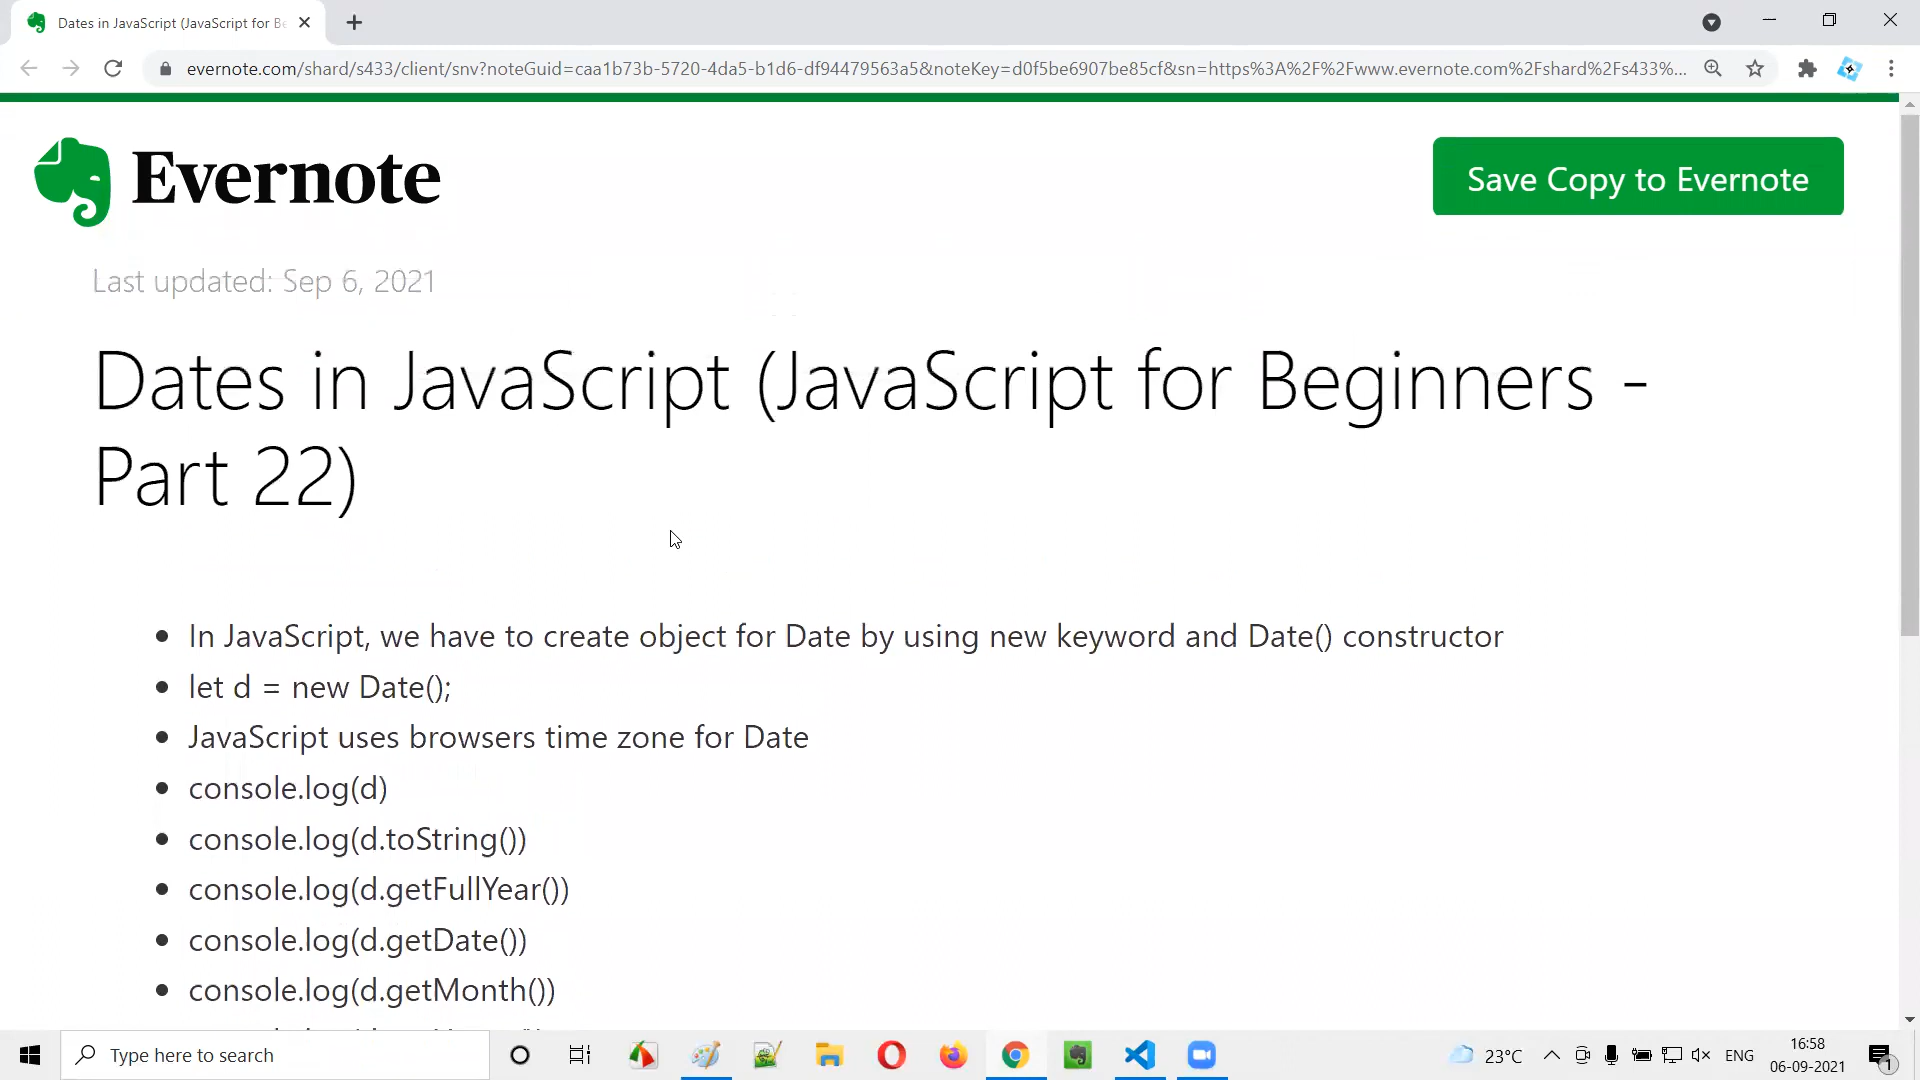 Dates in JavaScript (JavaScript for Be
evernote.com/shard/s433/client/snv?noteGuid=caa1b73b-5720-4da5-b1d6-df94479563a5&noteKey=d0f5be6907be85cf&sn=https%3A%2F%2Fwww.evernote.com%2Fshard%2Fs433%...
Evernote
Save Copy to Evernote
Last updated: Sep 6, 2021
Dates in JavaScript (JavaScript for Beginners -
Part 22)
• In JavaScript, we have to create object for Date by using new keyword and Date() constructor
• let d = new Date();
• JavaScript uses browsers time zone for Date
• console.log(d)
• console.log(d.toString())
• console.log(d.getFullYear())
• console.log(d.getDate())
• console.log(d.getMonth())
Type here to search
23°C
ENG
16:58
06-09-2021
1